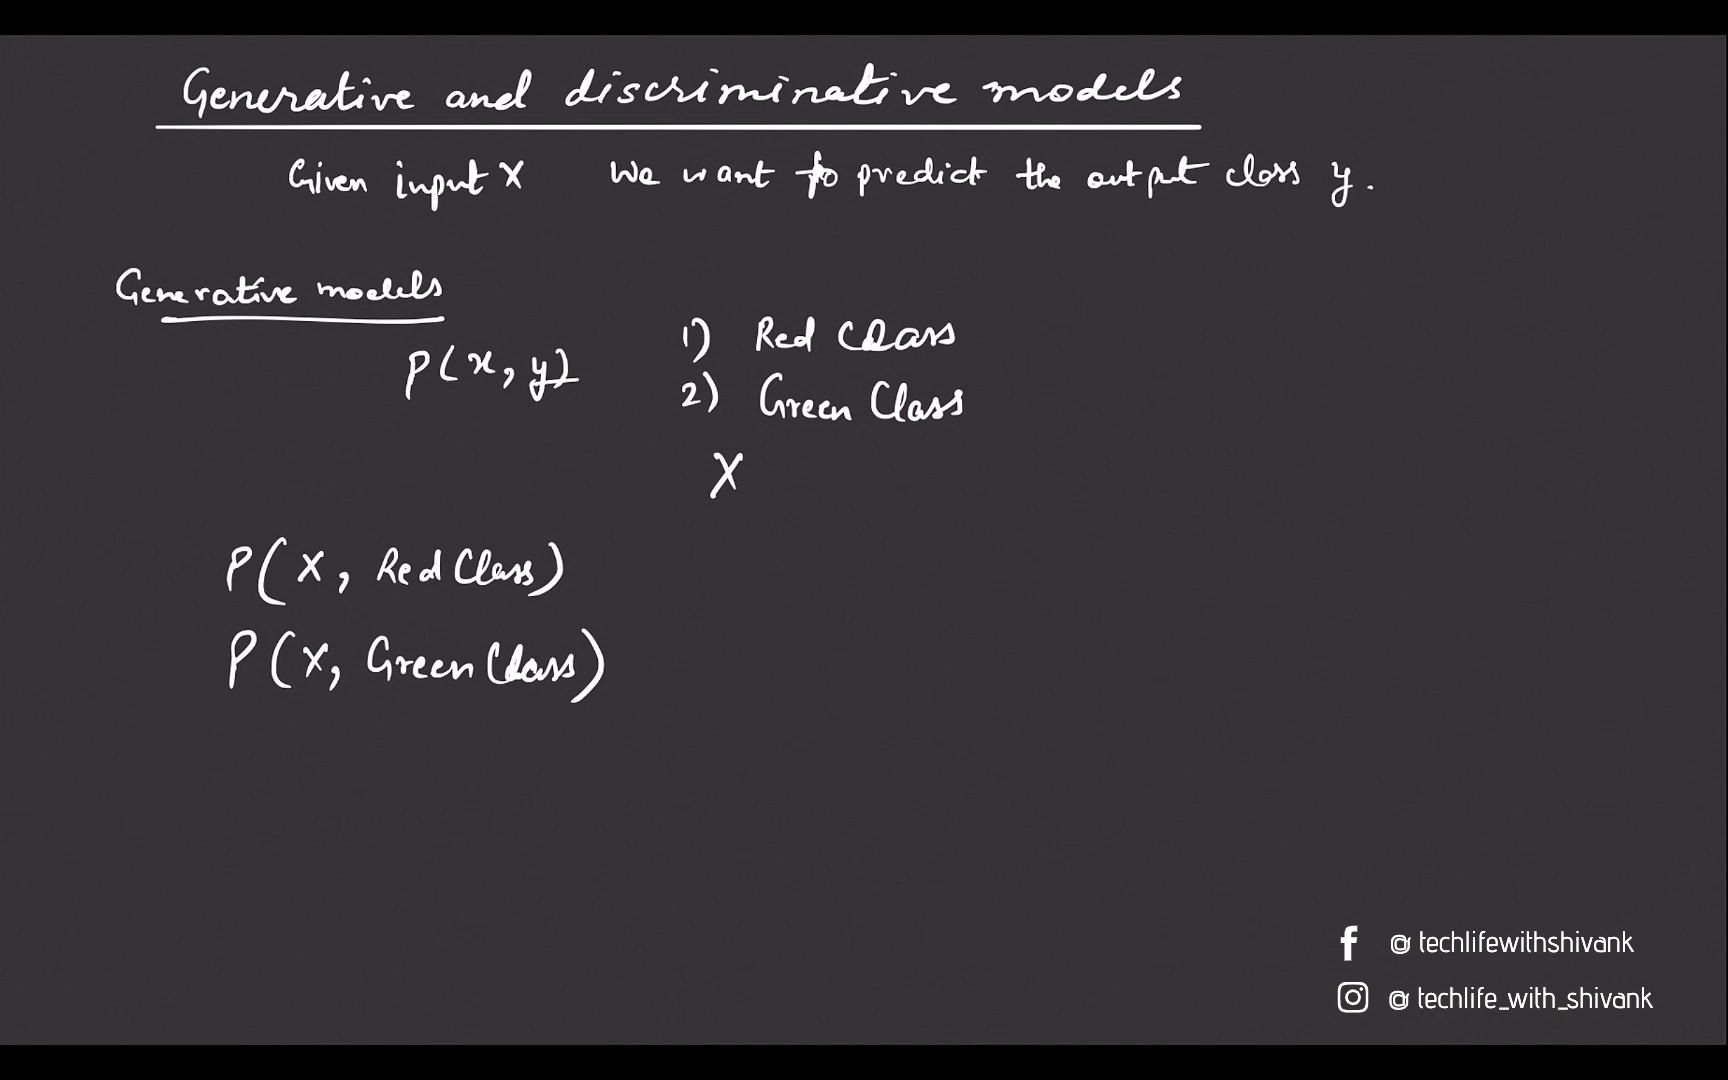 Generative and discriminative models
Given input X We want to predict the output class y.
Generative models
P(x, y)
1) Red Class
2) Green Class
X
P(X, Red Class)
P(X, Green Class)
@ techlifewithshivank
@ techlife_with_shivank